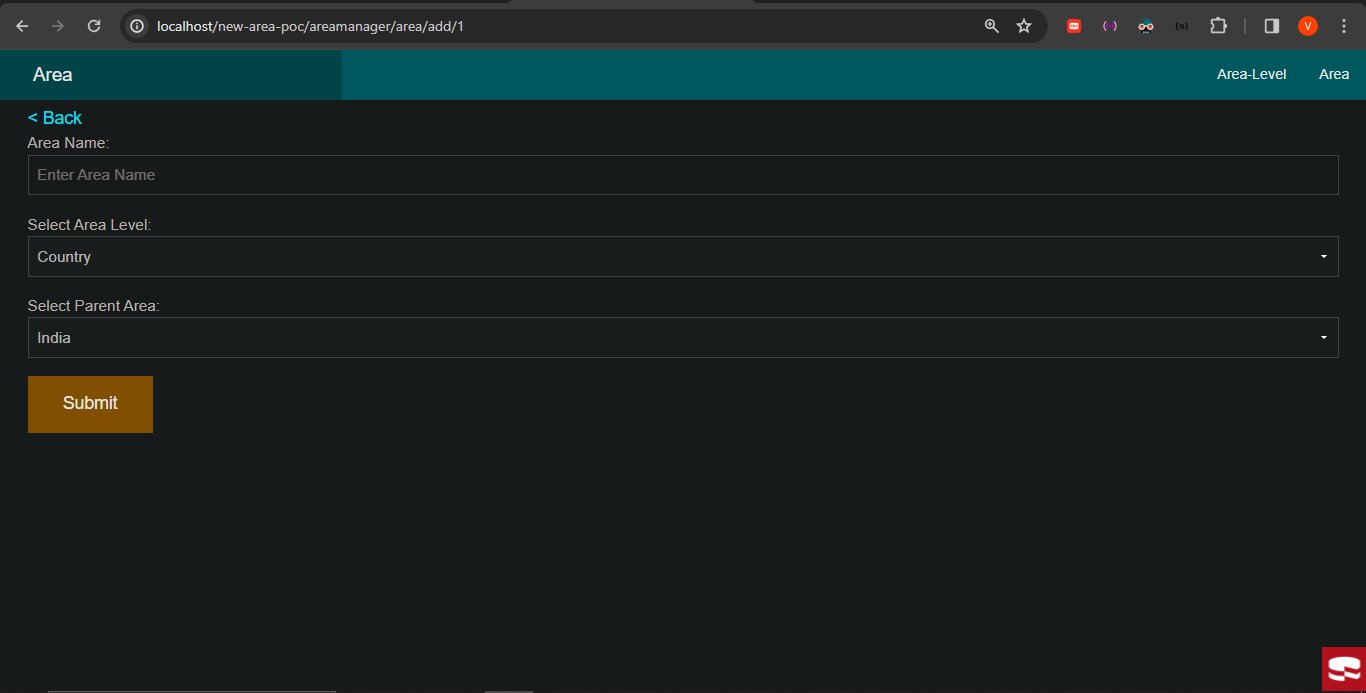 localhost/new-area-poc/areamanager/area/add/1
V
Area
Area-Level
Area
< Back
Area Name:
Enter Area Name
Select Area Level:
Country
Select Parent Area:
India
Submit